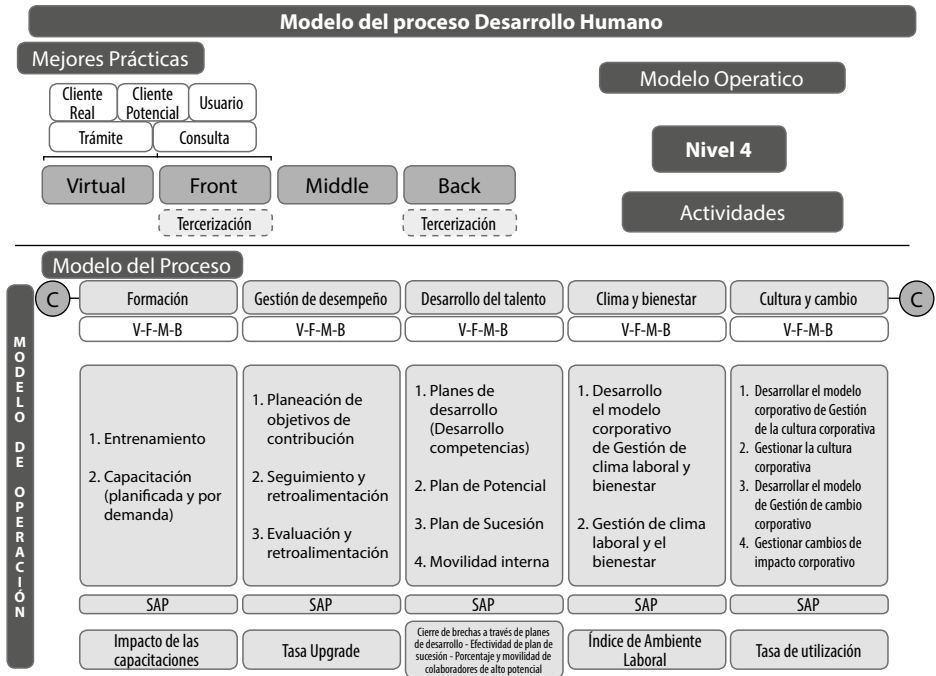 Modelo del proceso Desarrollo Humano
Mejores Prácticas
Cliente
Real
Cliente
Potencial
Usuario
Trámite
Consulta
Virtual
Front
Middle
Back
Tercerización
Tercerización
Modelo Operatico
Nivel 4
Actividades
Modelo del Proceso
MODELO DE OPERACIÓN
C
Formación
Gestión de desempeño
Desarrollo del talento
Clima y bienestar
Cultura y cambio
C
V-F-M-B
V-F-M-B
V-F-M-B
V-F-M-B
V-F-M-B
1. Entrenamiento
2. Capacitación
(planificada y por
demanda)
1. Planeación de
objetivos de
contribución
2. Seguimiento y
retroalimentación
3. Evaluación y
retroalimentación
1. Planes de
desarrollo
(Desarrollo
competencias)
2. Plan de Potencial
3. Plan de Sucesión
4. Movilidad interna
1. Desarrollo
el modelo
corporativo
de Gestión de
clima laboral y
bienestar
2. Gestión de clima
laboral y el
bienestar
1. Desarrollar el modelo
corporativo de Gestión
de la cultura corporativa
2. Gestionar la cultura
corporativa
3. Desarrollar el modelo
de Gestión de cambio
corporativo
4. Gestionar cambios de
impacto corporativo
SAP
SAP
SAP
SAP
SAP
Impacto de las
capacitaciones
Tasa Upgrade
Cierre de brechas a través de planes
de desarrollo - Efectividad de plan de
sucesión - Porcentaje y movilidad de
colaboradores de alto potencial
Índice de Ambiente
Laboral
Tasa de utilización